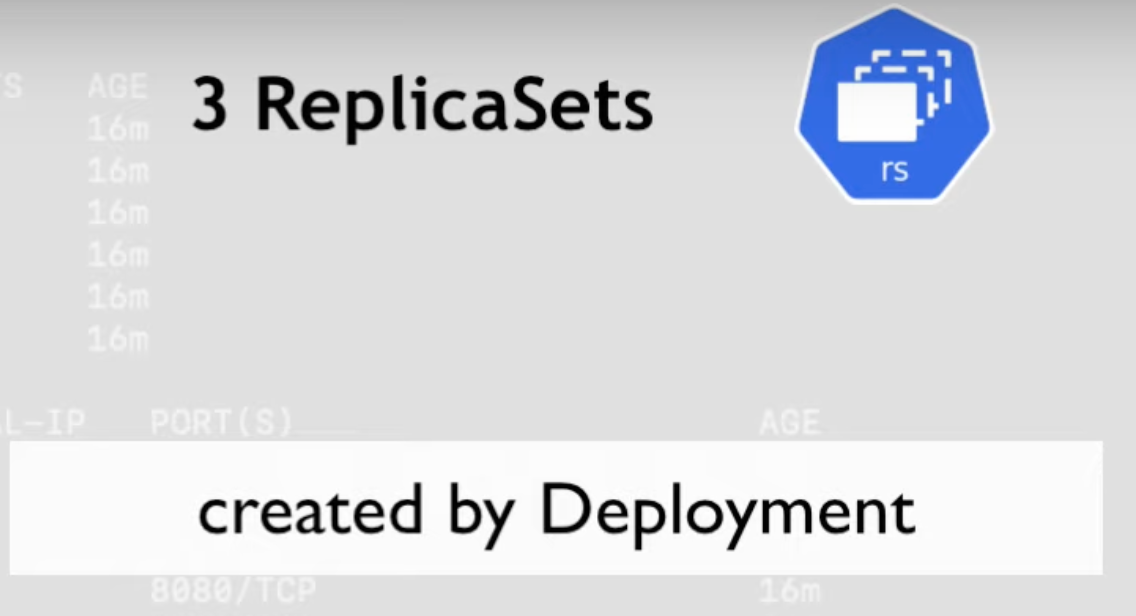 S AGE
3 ReplicaSets
16m
16m
16m
rs
16m
16m
16m
L-IP PORT(S) AGE
created by Deployment
8080/TCP 16m